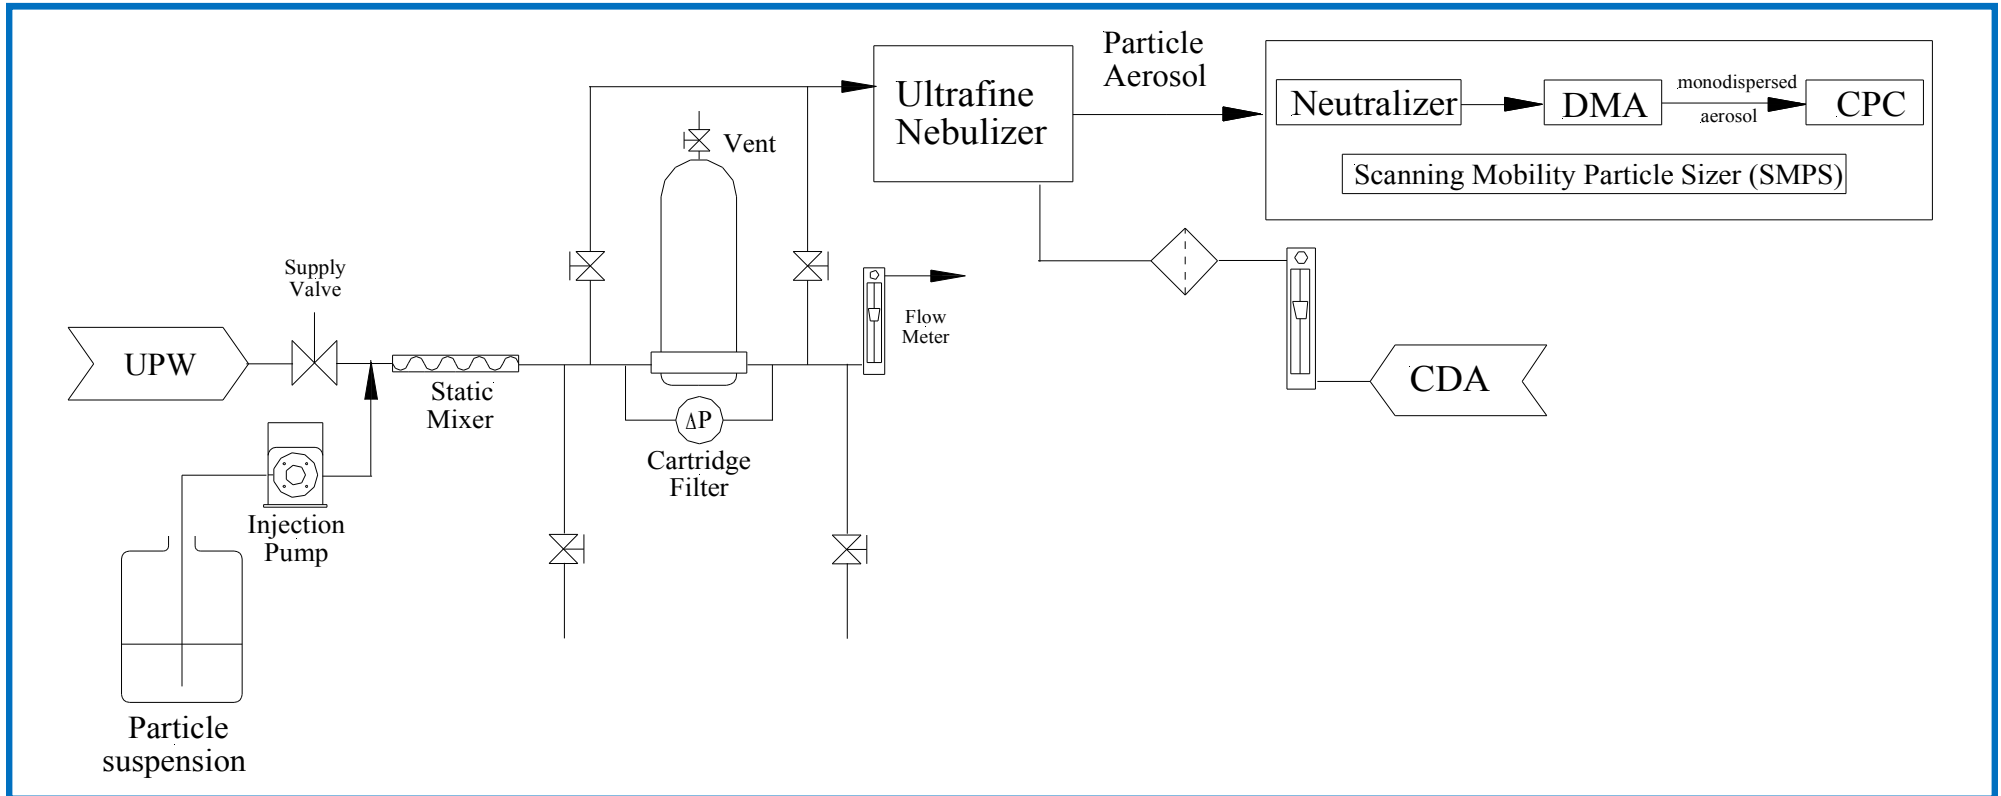 Particle
Aerosol
Ultrafine
Nebulizer
Neutralizer
DMA
monodispersed
aerosol
CPC
Scanning Mobility Particle Sizer (SMPS)
Vent
Supply
Valve
UPW
Static
Mixer
Flow
Meter
ΔP
Cartridge
Filter
CDA
Injection
Pump
Particle
suspension